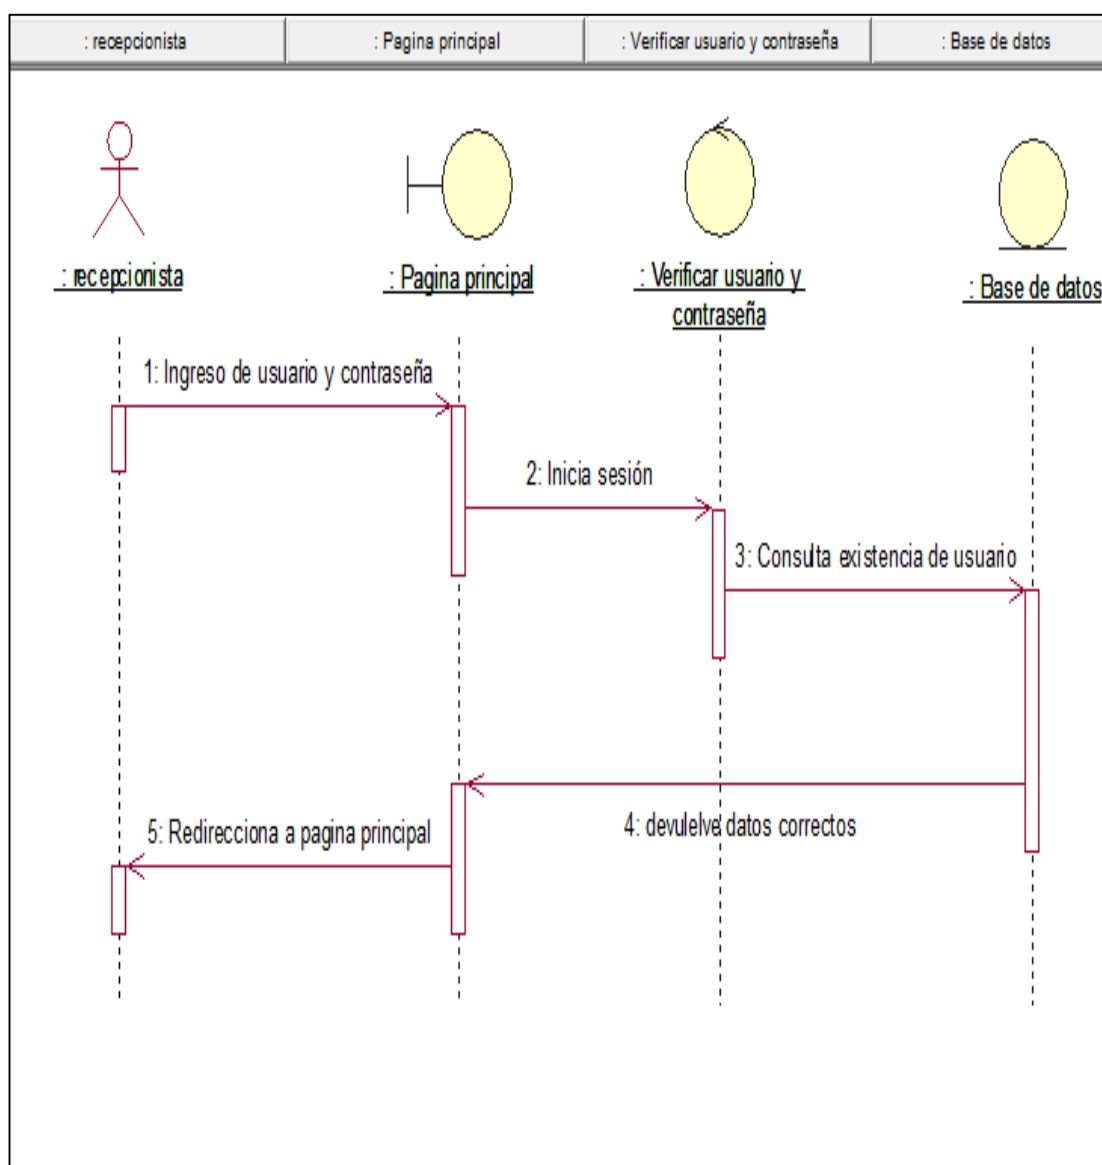 : recepcionista
: Pagina principal
: Verificar usuario y contraseña
: Base de datos
: recepcionista
: Pagina principal
: Verificar usuario y
contraseña
: Base de datos
1: Ingreso de usuario y contraseña
2: Inicia sesión
3: Consulta existencia de usuario
4: devulelve datos correctos
5: Redirecciona a pagina principal